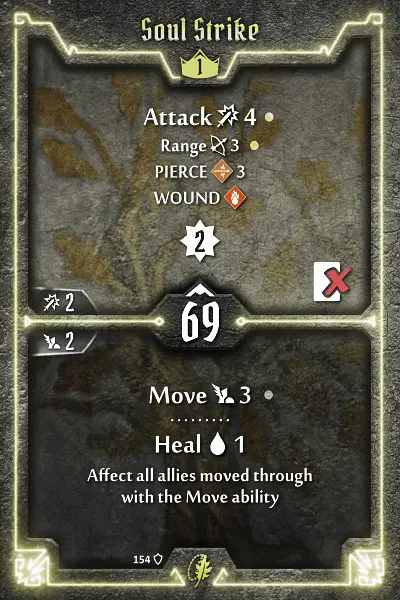 Soul Strike
1
Attack 4
Range 3
PIERCE 3
WOUND
2
2
69
2
Move 3
Heal 1
Affect all allies moved through
with the Move ability
154